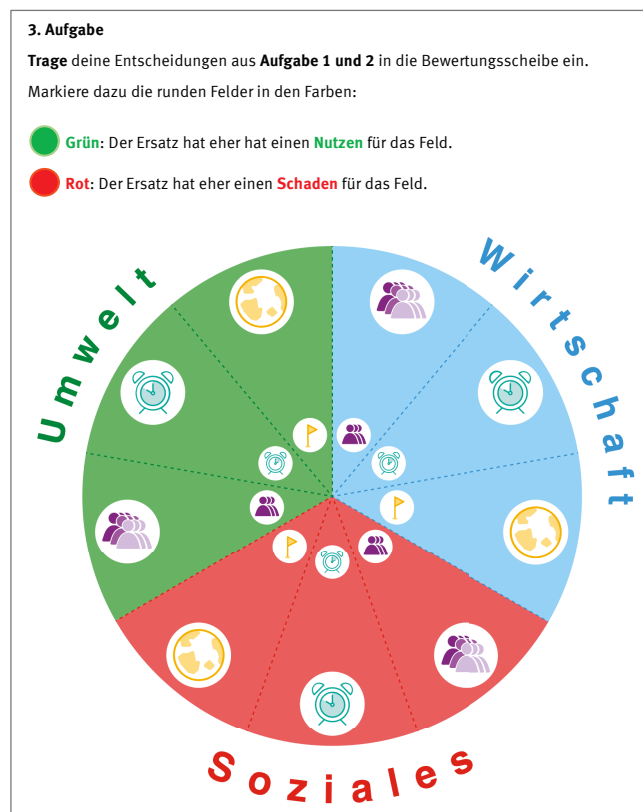 3. Aufgabe
Trage deine Entscheidungen aus Aufgabe 1 und 2 in die Bewertungsscheibe ein.
Markiere dazu die runden Felder in den Farben:
Grün: Der Ersatz hat eher hat einen Nutzen für das Feld.
Rot: Der Ersatz hat eher einen Schaden für das Feld.
Umwelt
Wirtschaft
Soziales